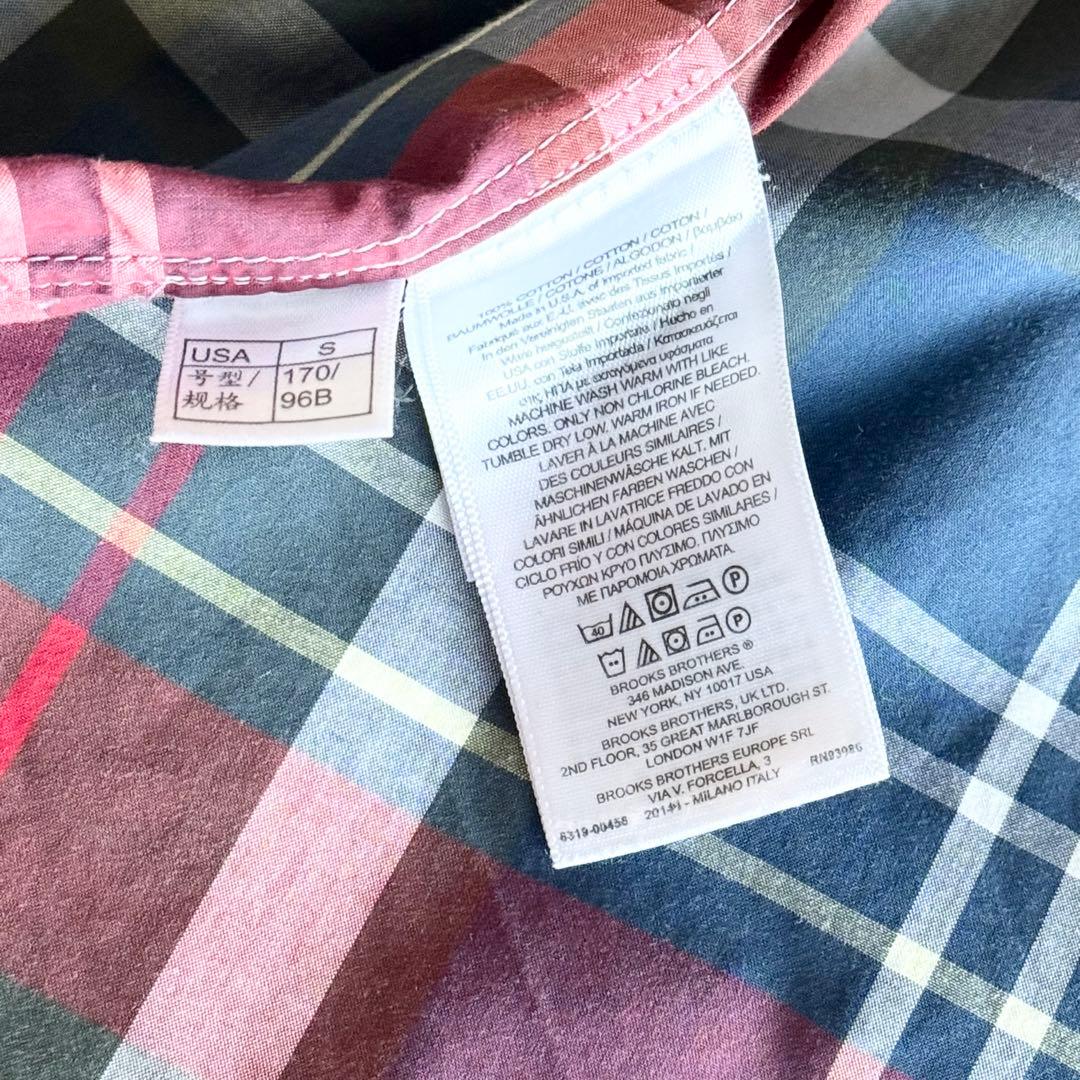 USA S
号型/ 170/
规格 96B
100% COTTON / COTTON / COTON /
BAUMWOLLE / COTONE / ALGODON / Βαμβάκι
Made in U.S.A. of Imported fabric /
Fabriqué aux É.-U. avec des Tissus Importés /
In den Vereinigten Staaten aus Importierter
Ware hergestellt / Confezionato negli
USA con Stoffa Importata / Hecho en
EE.UU. con Tela Importada / Κατασκευάζεται
στις ΗΠΑ με εισαγόμενα υφάσματα
MACHINE WASH WARM WITH LIKE
COLORS. ONLY NON CHLORINE BLEACH.
TUMBLE DRY LOW. WARM IRON IF NEEDED.
LAVER À LA MACHINE AVEC
DES COULEURS SIMILAIRES /
MASCHINENWÄSCHE KALT, MIT
ÄHNLICHEN FARBEN WASCHEN /
LAVARE IN LAVATRICE FREDDO CON
COLORI SIMILI / MÁQUINA DE LAVADO EN
CICLO FRÍO Y CON COLORES SIMILARES /
ΡΟΥΧΩΝ ΚΡΥΟ ΠΛΥΣΙΜΟ. ΠΛΥΣΙΜΟ
ΜΕ ΠΑΡΟΜΟΙΑ ΧΡΩΜΑΤΑ.
40 P
P
BROOKS BROTHERS ®
346 MADISON AVE.
NEW YORK, NY 10017 USA
BROOKS BROTHERS, UK LTD.
2ND FLOOR, 35 GREAT MARLBOROUGH ST.
LONDON W1F 7JF
BROOKS BROTHERS EUROPE SRL
VIA V. FORCELLA, 3 RN93986
6319-00458 20144 - MILANO ITALY